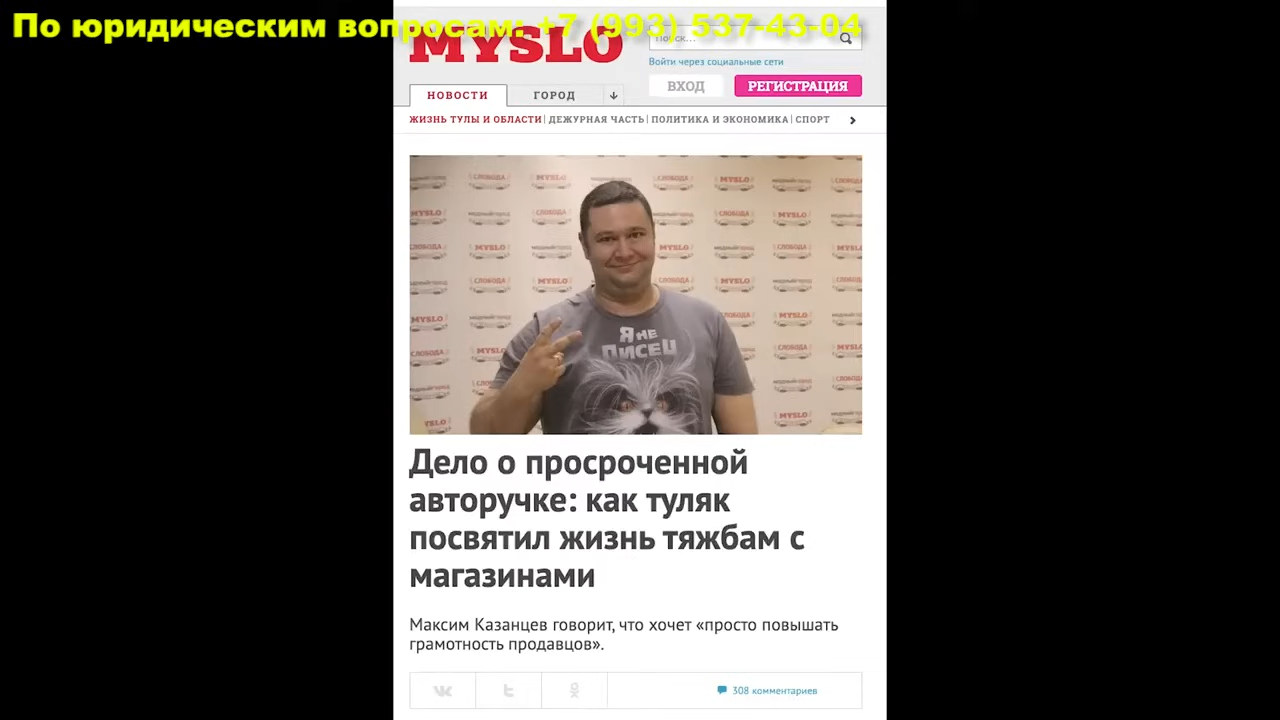 По юридическим вопросам: +7 (993) 537-43-04
MYSLO
Поиск...
Войти через социальные сети
ВХОД
РЕГИСТРАЦИЯ
НОВОСТИ
ГОРОД
ЖИЗНЬ ТУЛЫ И ОБЛАСТИ | ДЕЖУРНАЯ ЧАСТЬ | ПОЛИТИКА И ЭКОНОМИКА | СПОРТ
Я НЕ
ПИСЕЦ
Дело о просроченной
авторучке: как туляк
посвятил жизнь тяжбам с
магазинами
Максим Казанцев говорит, что хочет «просто повышать
грамотность продавцов».
308 комментариев